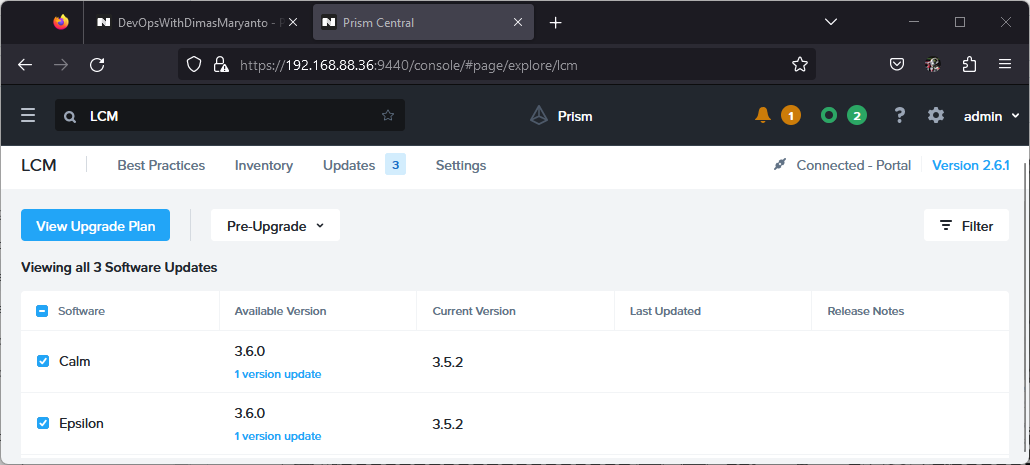 DevOpsWithDimasMaryanto - P
Prism Central
https://192.168.88.36:9440/console/#page/explore/lcm
LCM
Prism
1
2
?
admin
LCM
Best Practices
Inventory
Updates 3
Settings
Connected - Portal
Version 2.6.1
View Upgrade Plan
Pre-Upgrade
Filter
Viewing all 3 Software Updates
Software Available Version Current Version Last Updated Release Notes
Calm 3.6.0 3.5.2
1 version update
Epsilon 3.6.0 3.5.2
1 version update